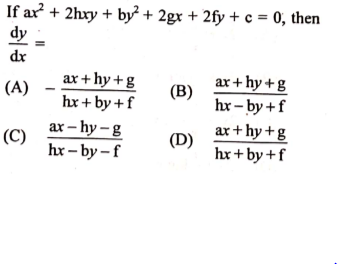 If ax² + 2hxy + by² + 2gx + 2fy + c = 0, then
dy/dx =
(A) − (ax + hy + g)/(hx + by + f) (B) (ax + hy + g)/(hx − by + f)
(C) (ax − hy − g)/(hx − by − f) (D) (ax + hy + g)/(hx + by + f)